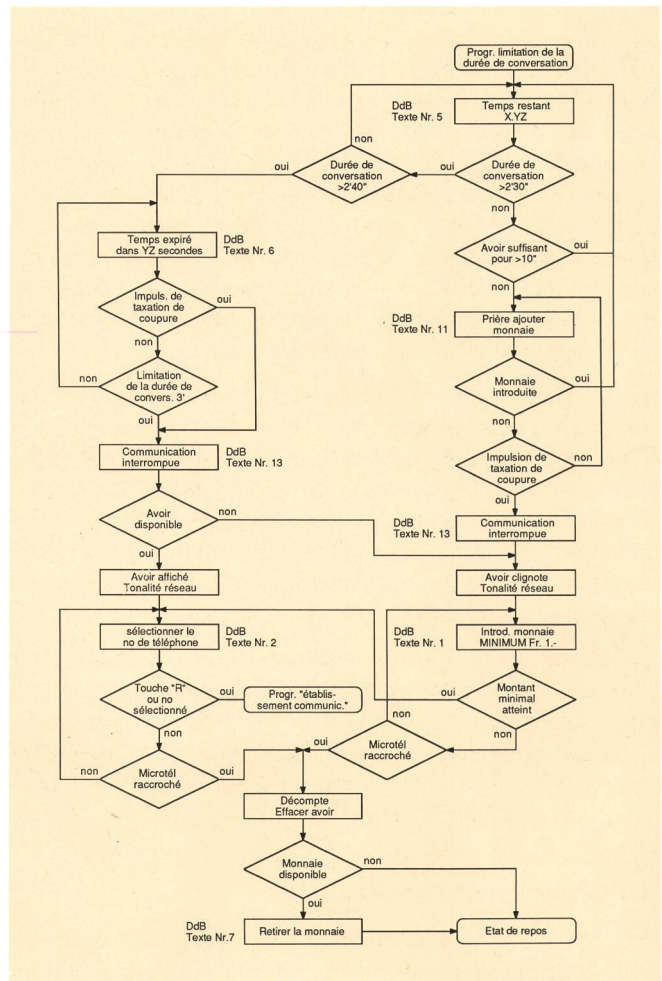 Progr. limitation de la
durée de conversation
DdB
Texte Nr. 5
Temps restant
X.YZ
non
oui
Durée de
conversation
>2'40"
oui
Durée de
conversation
>2'30"
non
Temps expiré
dans YZ secondes
DdB
Texte Nr. 6
Avoir suffisant
pour >10"
oui
non
Impuls. de
taxation de
coupure
oui
non
DdB
Texte Nr. 11
Prière ajouter
monnaie
non
Limitation
de la durée de
convers. 3'
oui
Monnaie
introduite
oui
non
Communication
interrompue
DdB
Texte Nr. 13
Impulsion de
taxation de
coupure
non
oui
Avoir
disponible
non
oui
DdB
Texte Nr. 13
Communication
interrompue
Avoir affiché
Tonalité réseau
Avoir clignote
Tonalité réseau
sélectionner le
no de téléphone
DdB
Texte Nr. 2
DdB
Texte Nr. 1
Introd. monnaie
MINIMUM Fr. 1.-
Touche "R"
ou no
sélectionné
oui
Progr. "établis-
sement communic."
non
oui
Montant
minimal
atteint
non
non
Microtél
raccroché
oui
oui
Microtél
raccroché
non
Décompte
Effacer avoir
Monnaie
disponible
non
oui
DdB
Texte Nr.7
Retirer la monnaie
Etat de repos